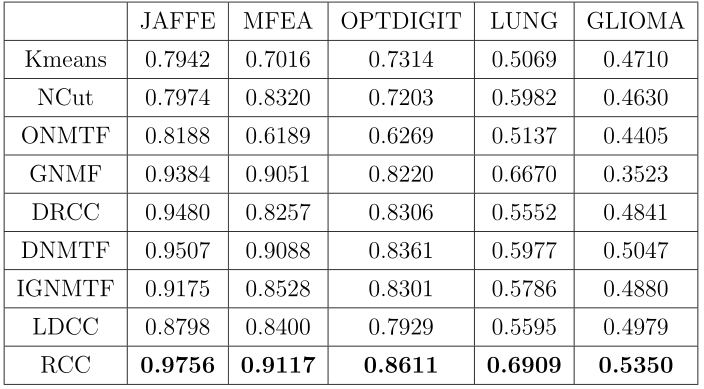 JAFFE MFEA OPTDIGIT LUNG GLIOMA
Kmeans 0.7942 0.7016 0.7314 0.5069 0.4710
NCut 0.7974 0.8320 0.7203 0.5982 0.4630
ONMTF 0.8188 0.6189 0.6269 0.5137 0.4405
GNMF 0.9384 0.9051 0.8220 0.6670 0.3523
DRCC 0.9480 0.8257 0.8306 0.5552 0.4841
DNMTF 0.9507 0.9088 0.8361 0.5977 0.5047
IGNMTF 0.9175 0.8528 0.8301 0.5786 0.4880
LDCC 0.8798 0.8400 0.7929 0.5595 0.4979
RCC 0.9756 0.9117 0.8611 0.6909 0.5350